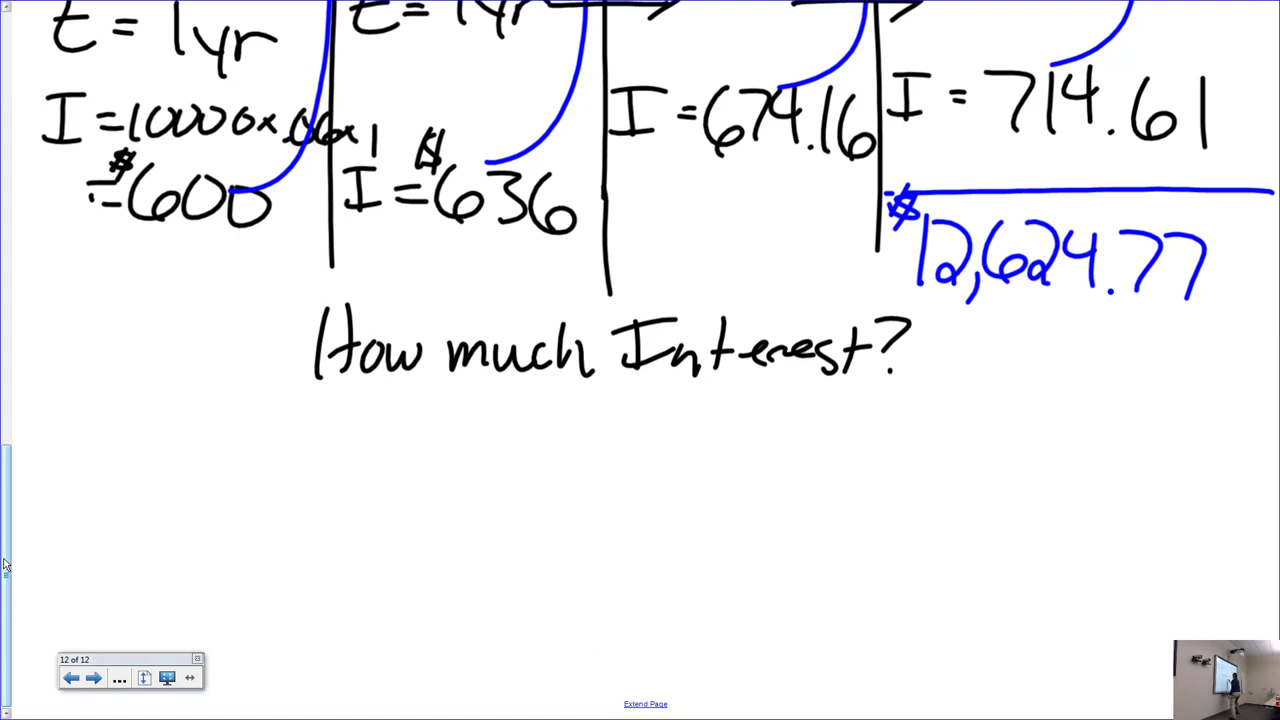 t = 1yr
I = 10000 x .06 x 1
= $600
t = 1yr
I = $636
I = 674.16
I = 714.61
$12,624.77
How much Interest?
12 of 12
Extend Page